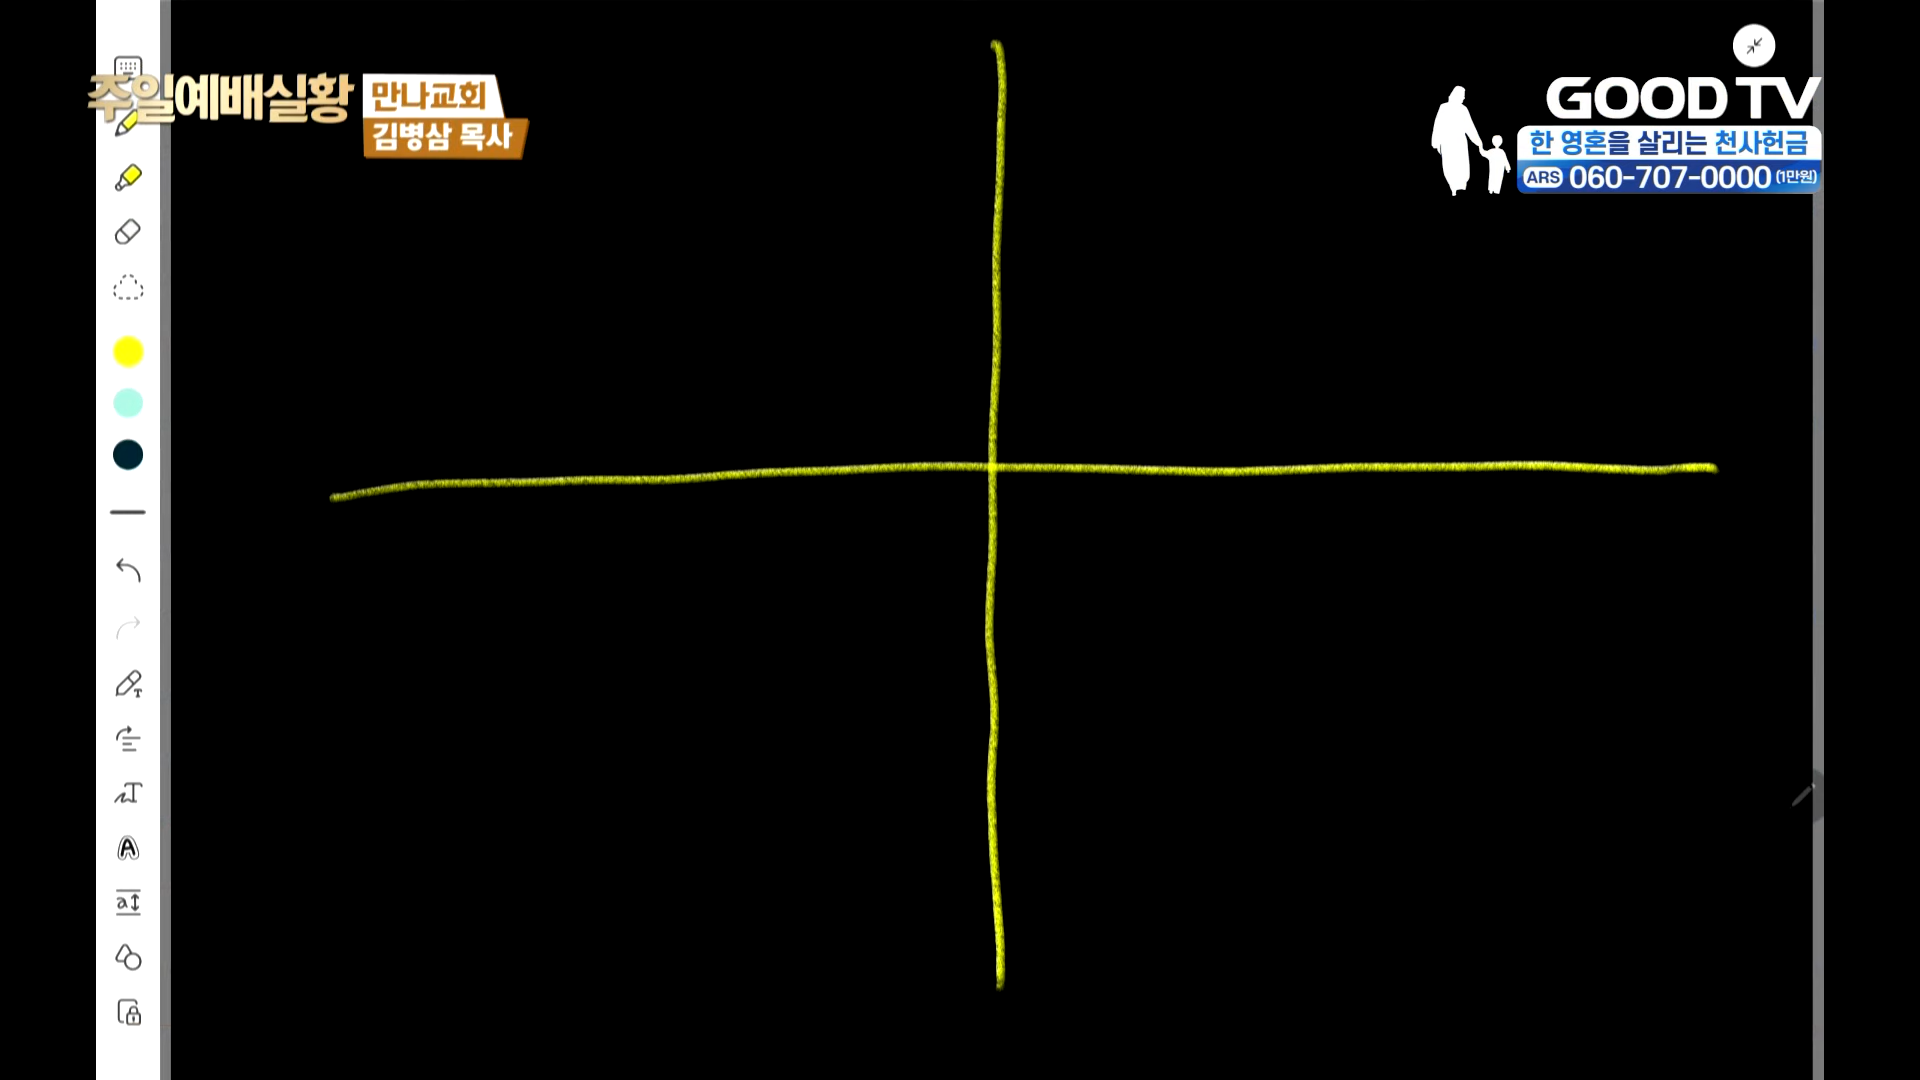 주일예배실황
만나교회
김병삼 목사
GOOD TV
한 영혼을 살리는 천사헌금
ARS 060-707-0000 (1만원)